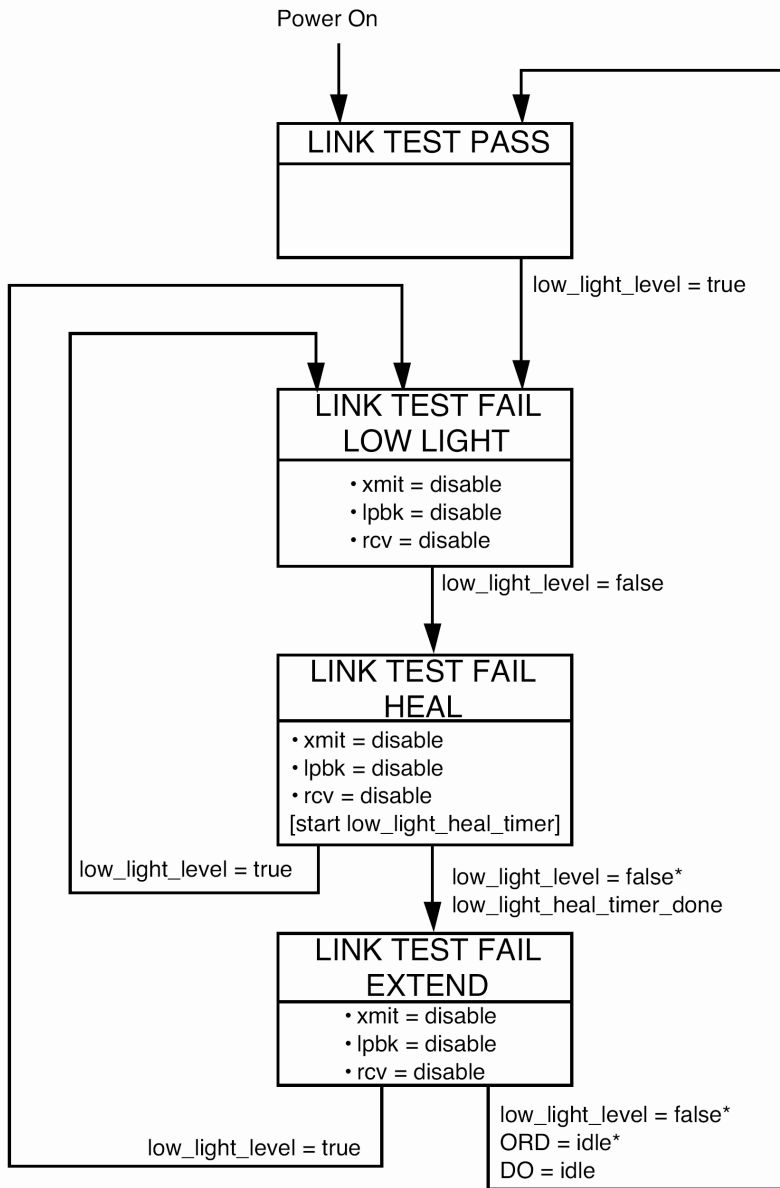 Power On
LINK TEST PASS
low_light_level = true
LINK TEST FAIL
LOW LIGHT
• xmit = disable
• lpbk = disable
• rcv = disable
low_light_level = false
LINK TEST FAIL
HEAL
• xmit = disable
• lpbk = disable
• rcv = disable
[start low_light_heal_timer]
low_light_level = true
low_light_level = false*
low_light_heal_timer_done
LINK TEST FAIL
EXTEND
• xmit = disable
• lpbk = disable
• rcv = disable
low_light_level = true
low_light_level = false*
ORD = idle*
DO = idle